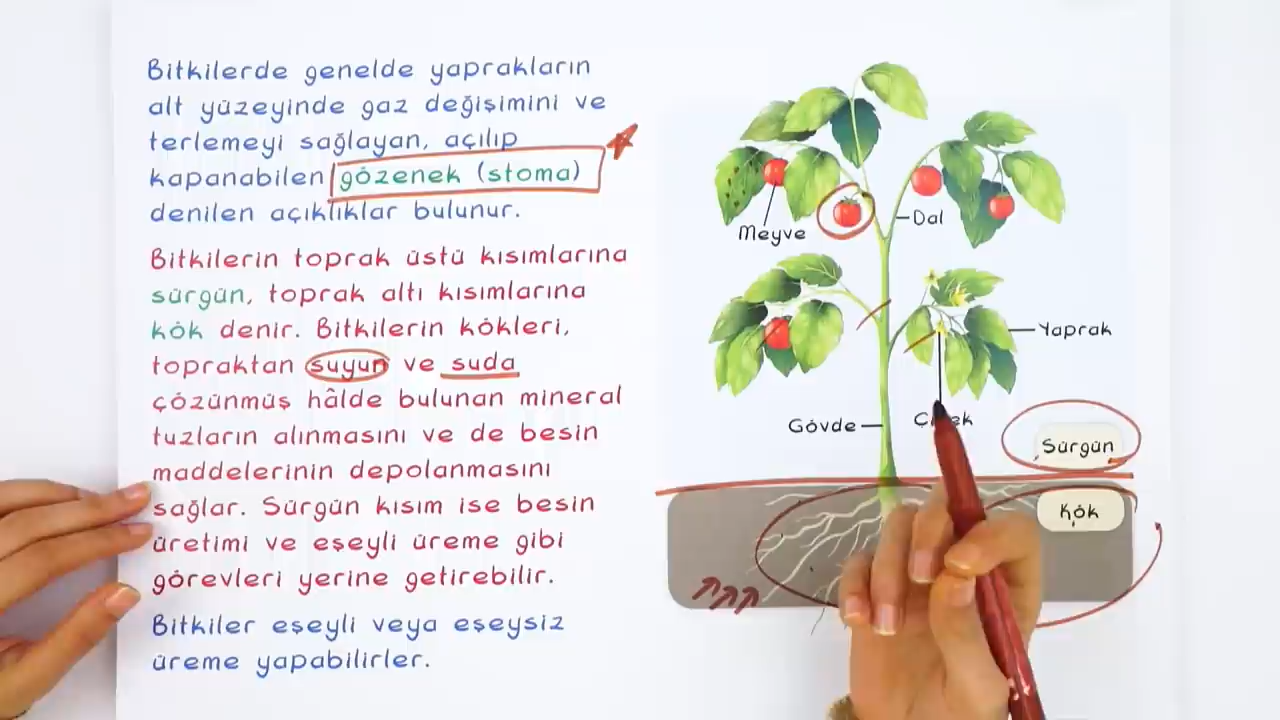 Bitkilerde genelde yaprakların
alt yüzeyinde gaz değişimini ve
terlemeyi sağlayan, açılıp
kapanabilen gözenek (stoma)
denilen açıklıklar bulunur.
Bitkilerin toprak üstü kısımlarına
sürgün, toprak altı kısımlarına
kök denir. Bitkilerin kökleri,
topraktan suyun ve suda
çözünmüş hâlde bulunan mineral
tuzların alınmasını ve de besin
maddelerinin depolanmasını
sağlar. Sürgün kısım ise besin
üretimi ve eşeyli üreme gibi
görevleri yerine getirebilir.
Bitkiler eşeyli veya eşeysiz
üreme yapabilirler.
Meyve
Dal
Yaprak
Gövde
Sürgün
Kök